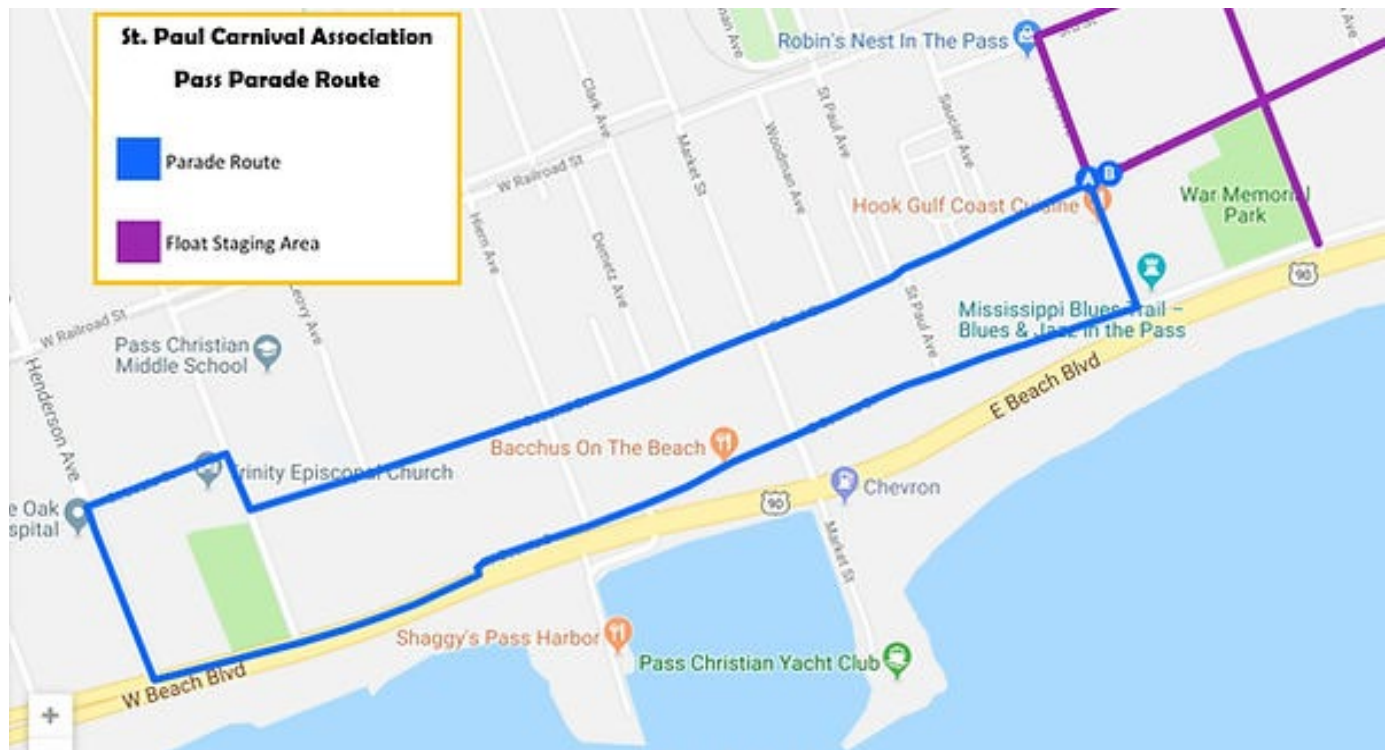 St. Paul Carnival Association
Pass Parade Route
Parade Route
Float Staging Area
Robin's Nest In The Pass
Clark Ave
St Paul Ave
Saucier Ave
Market St
Woodman Ave
W Railroad St
A
B
Hook Gulf Coast Cuisine
War Memorial
Park
Hiern Ave
Demetz Ave
90
St Paul Ave
Mississippi Blues Trail –
Blues & Jazz in the Pass
Leavy Ave
W Railroad St
Pass Christian
Middle School
Henderson Ave
E Beach Blvd
Bacchus On The Beach
Trinity Episcopal Church
Chevron
90
Oak
Market St
Shaggy's Pass Harbor
Pass Christian Yacht Club
W Beach Blvd
+